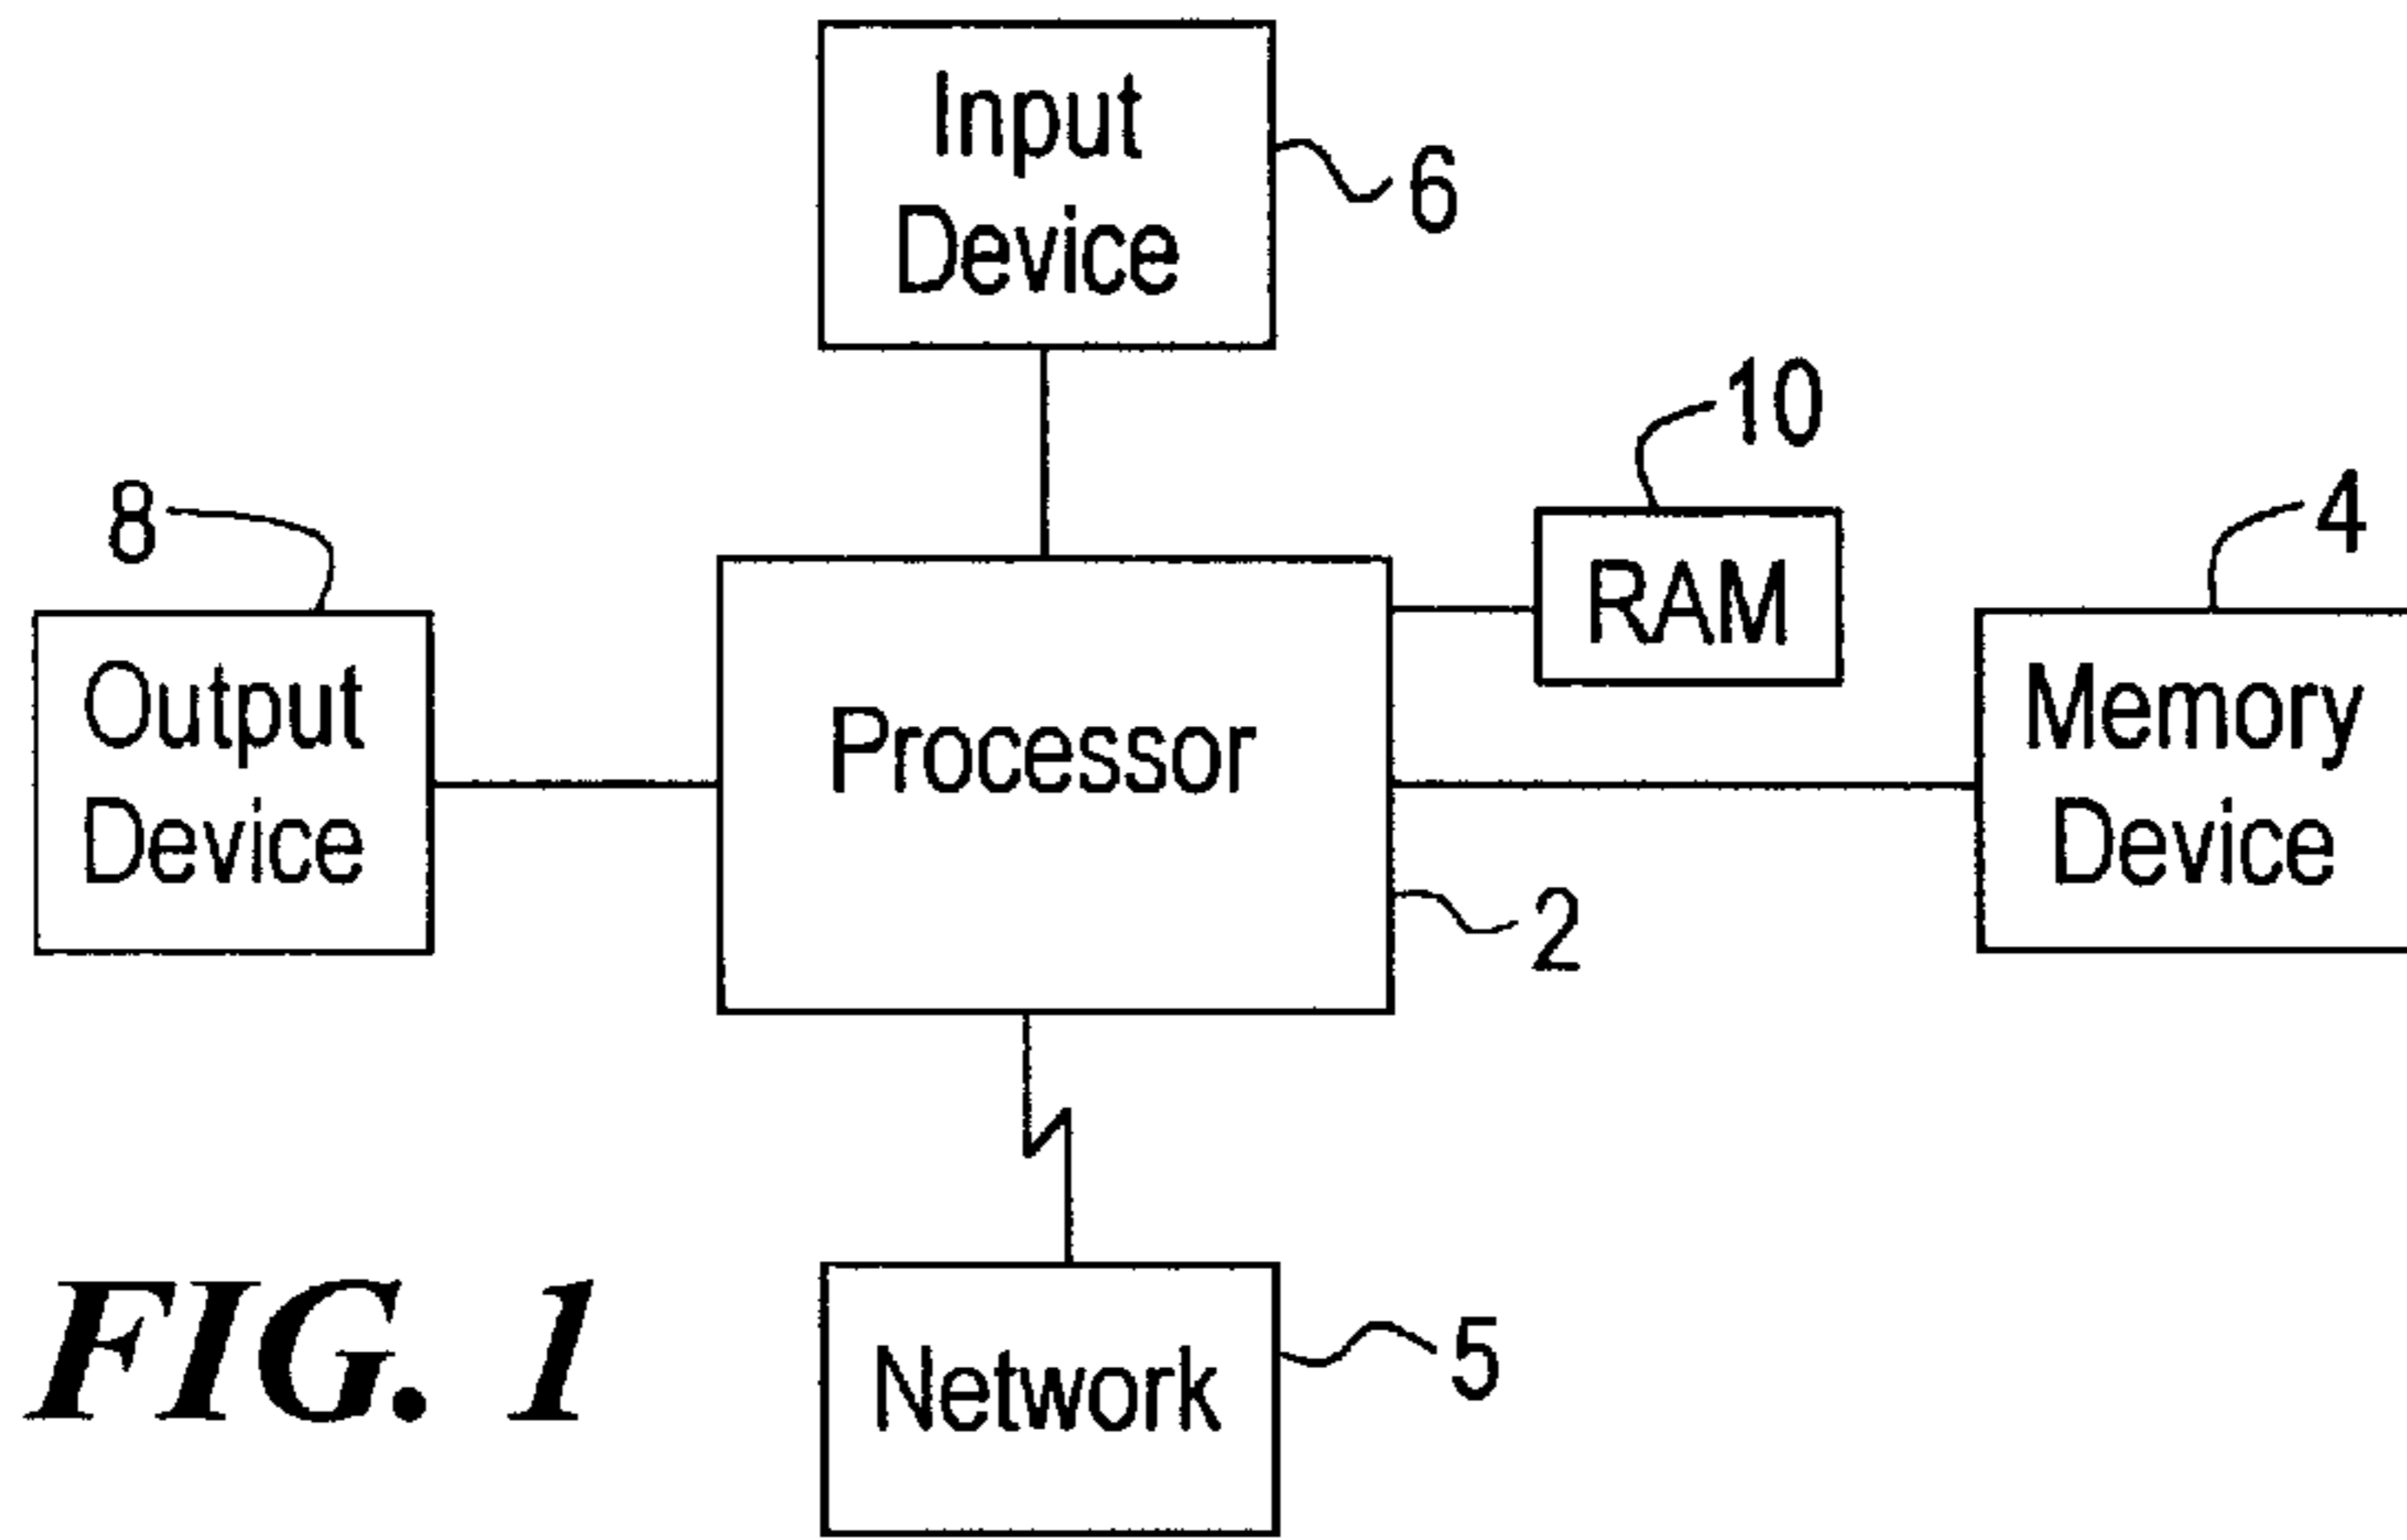 Input
Device
6
10
RAM
8
Output
Device
Processor
2
4
Memory
Device
Network
5
FIG. 1